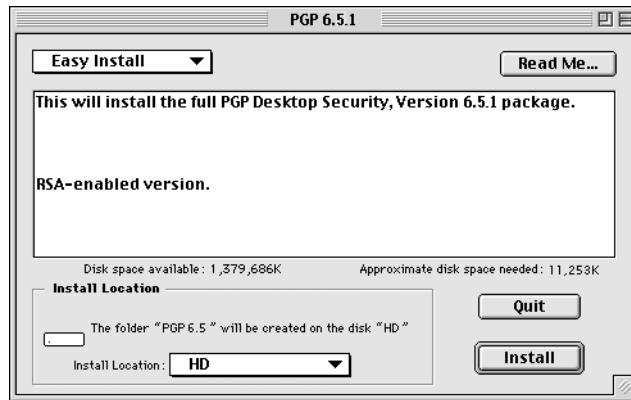 PGP 6.5.1
Easy Install
Read Me...
This will install the full PGP Desktop Security, Version 6.5.1 package.
RSA-enabled version.
Disk space available: 1,379,686K
Approximate disk space needed: 11,253K
Install Location
The folder "PGP 6.5" will be created on the disk "HD"
Install Location: HD
Quit
Install